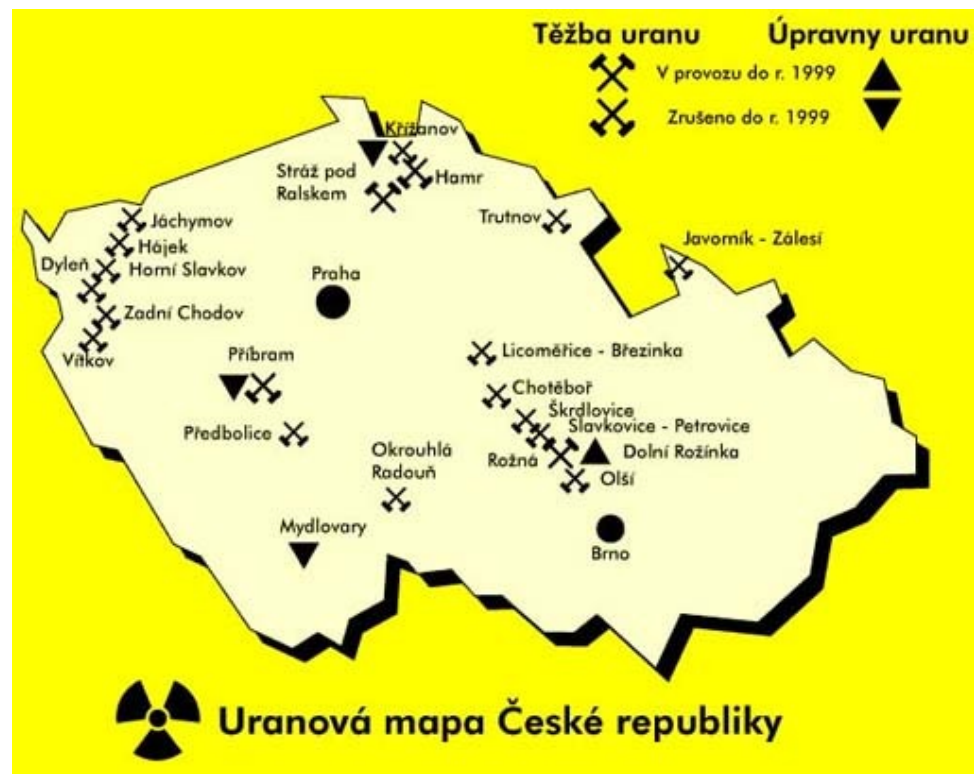 Těžba uranu Úpravny uranu
V provozu do r. 1999
Zrušeno do r. 1999
Křížanov
Stráž pod
Ralskem
Hamr
Trutnov
Javorník - Zálesí
Jáchymov
Hájek
Dyleň
Horní Slavkov
Praha
Zadní Chodov
Vítkov
Příbram
Licoměřice - Březinka
Chotěboř
Škrdlovice
Slavkovice - Petrovice
Předbolice
Okrouhlá
Radouň
Rožná
Dolní Rožínka
Olší
Mydlovary
Brno
Uranová mapa České republiky